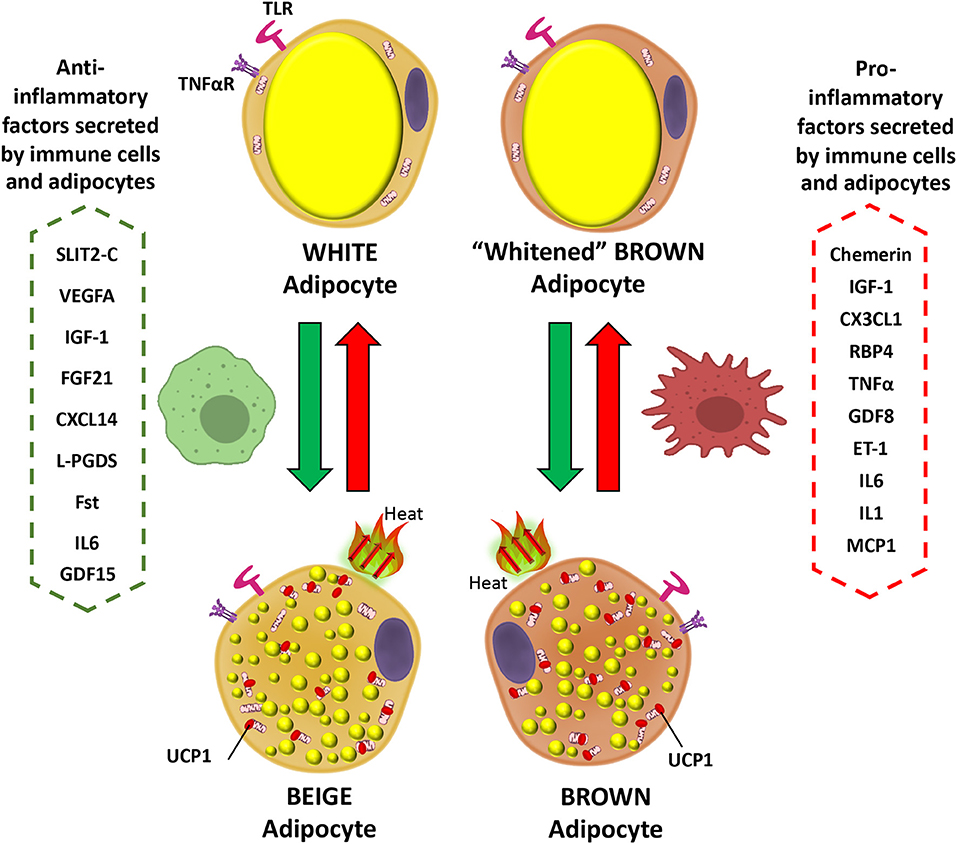 TLR
TNFαR
Anti-
inflammatory
factors secreted
by immune cells
and adipocytes
SLIT2-C
VEGFA
IGF-1
FGF21
CXCL14
L-PGDS
Fst
IL6
GDF15
WHITE
Adipocyte
“Whitened” BROWN
Adipocyte
Pro-
inflammatory
factors secreted
by immune cells
and adipocytes
Chemerin
IGF-1
CX3CL1
RBP4
TNFα
GDF8
ET-1
IL6
IL1
MCP1
Heat
Heat
UCP1
UCP1
BEIGE
Adipocyte
BROWN
Adipocyte